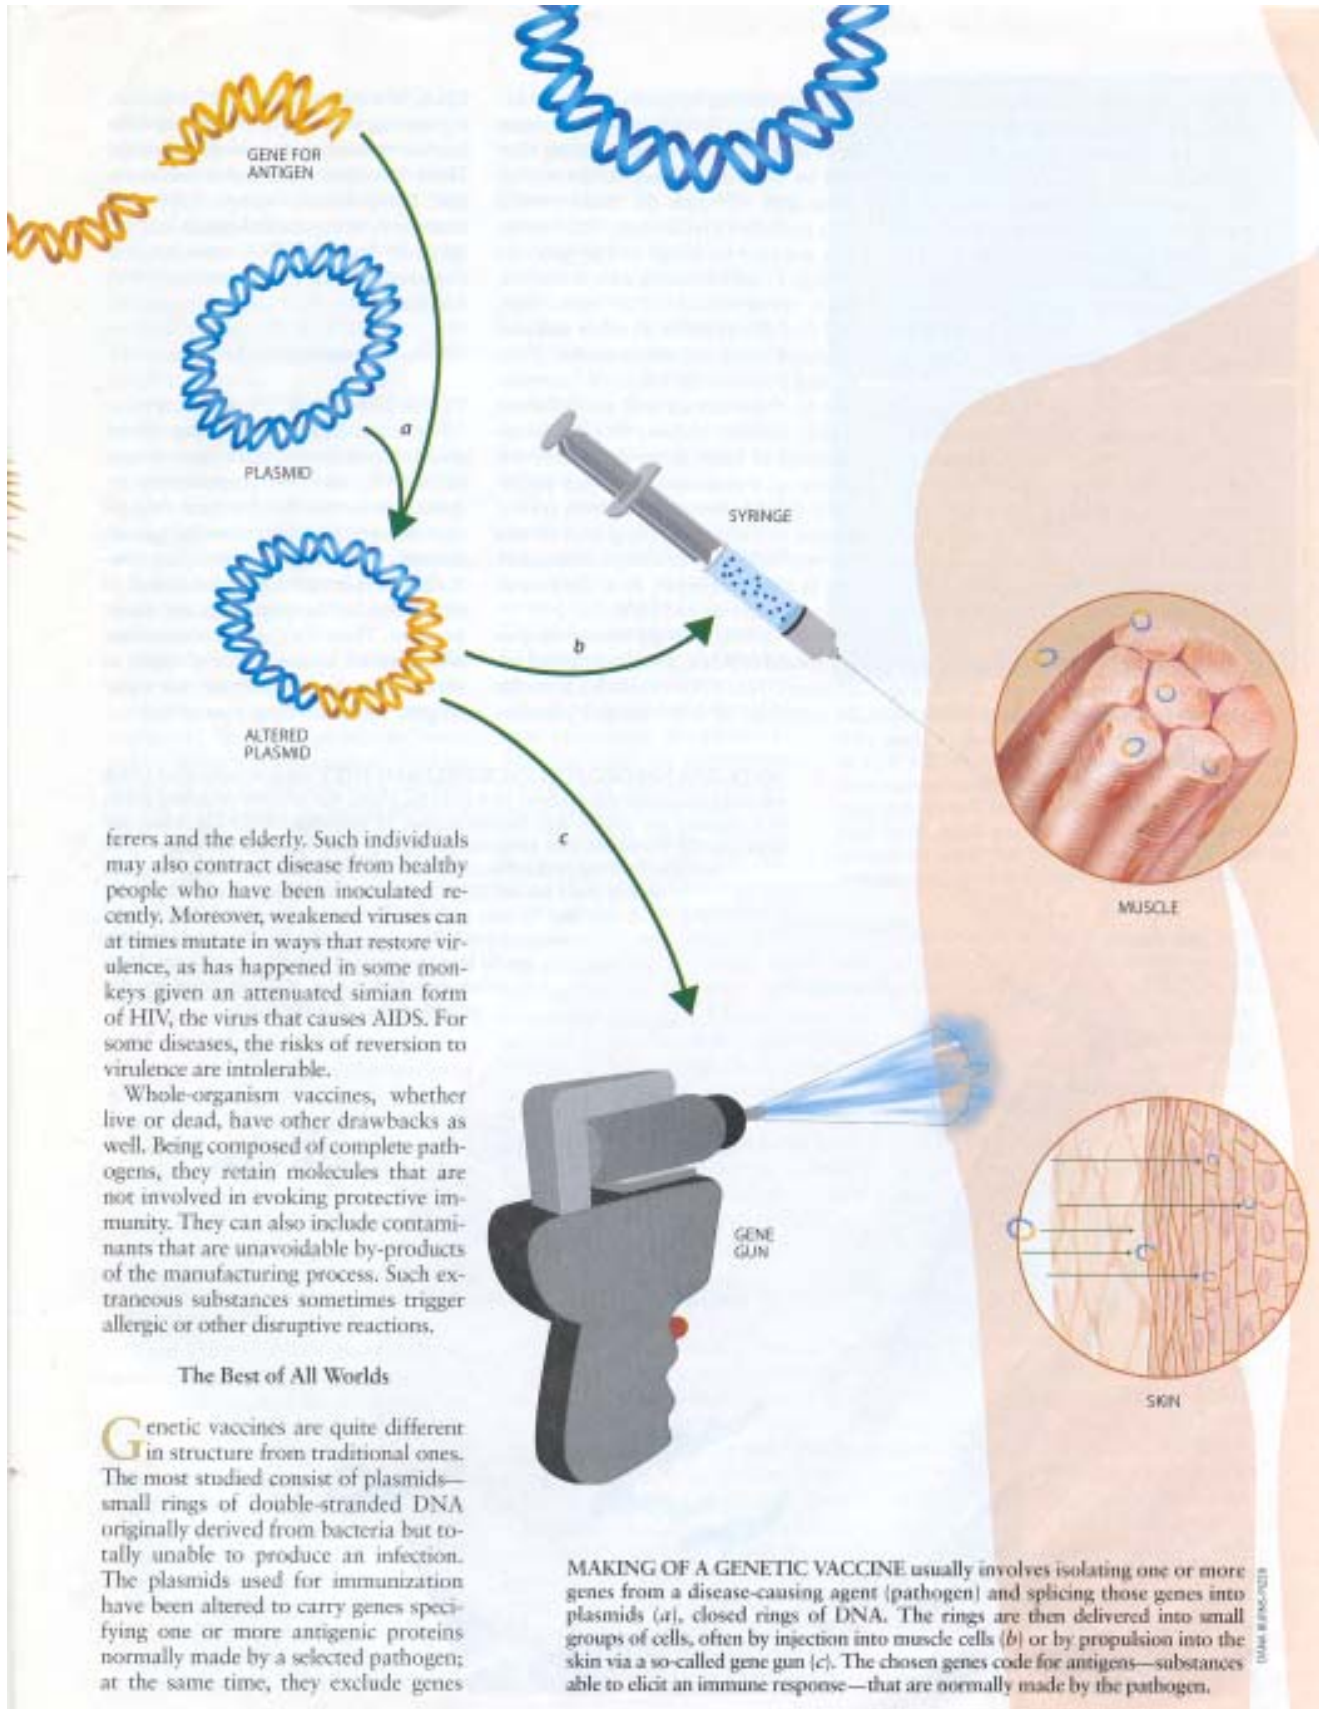 GENE FOR
ANTIGEN
PLASMID
a
SYRINGE
b
ALTERED
PLASMID
c
MUSCLE
GENE
GUN
SKIN
ferers and the elderly. Such individuals
may also contract disease from healthy
people who have been inoculated re-
cently. Moreover, weakened viruses can
at times mutate in ways that restore vir-
ulence, as has happened in some mon-
keys given an attenuated simian form
of HIV, the virus that causes AIDS. For
some diseases, the risks of reversion to
virulence are intolerable.
Whole-organism vaccines, whether
live or dead, have other drawbacks as
well. Being composed of complete path-
ogens, they retain molecules that are
not involved in evoking protective im-
munity. They can also include contami-
nants that are unavoidable by-products
of the manufacturing process. Such ex-
traneous substances sometimes trigger
allergic or other disruptive reactions.
The Best of All Worlds
Genetic vaccines are quite different
in structure from traditional ones.
The most studied consist of plasmids—
small rings of double-stranded DNA
originally derived from bacteria but to-
tally unable to produce an infection.
The plasmids used for immunization
have been altered to carry genes speci-
fying one or more antigenic proteins
normally made by a selected pathogen;
at the same time, they exclude genes
MAKING OF A GENETIC VACCINE usually involves isolating one or more
genes from a disease-causing agent (pathogen) and splicing those genes into
plasmids (a), closed rings of DNA. The rings are then delivered into small
groups of cells, often by injection into muscle cells (b) or by propulsion into the
skin via a so-called gene gun (c). The chosen genes code for antigens—substances
able to elicit an immune response—that are normally made by the pathogen.